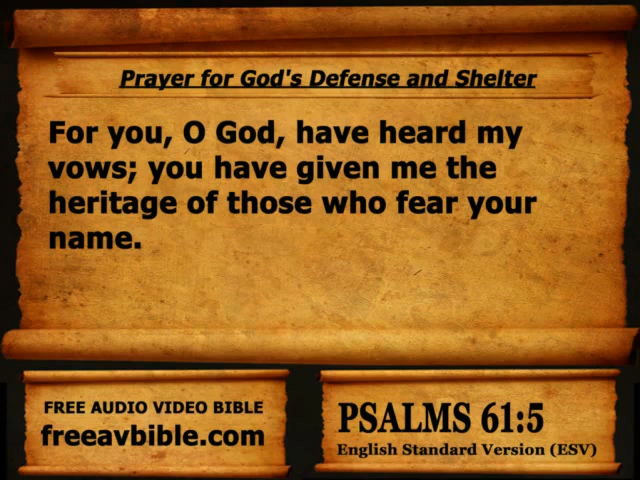 Prayer for God's Defense and Shelter
For you, O God, have heard my
vows; you have given me the
heritage of those who fear your
name.
FREE AUDIO VIDEO BIBLE
freeavbible.com
PSALMS 61:5
English Standard Version (ESV)